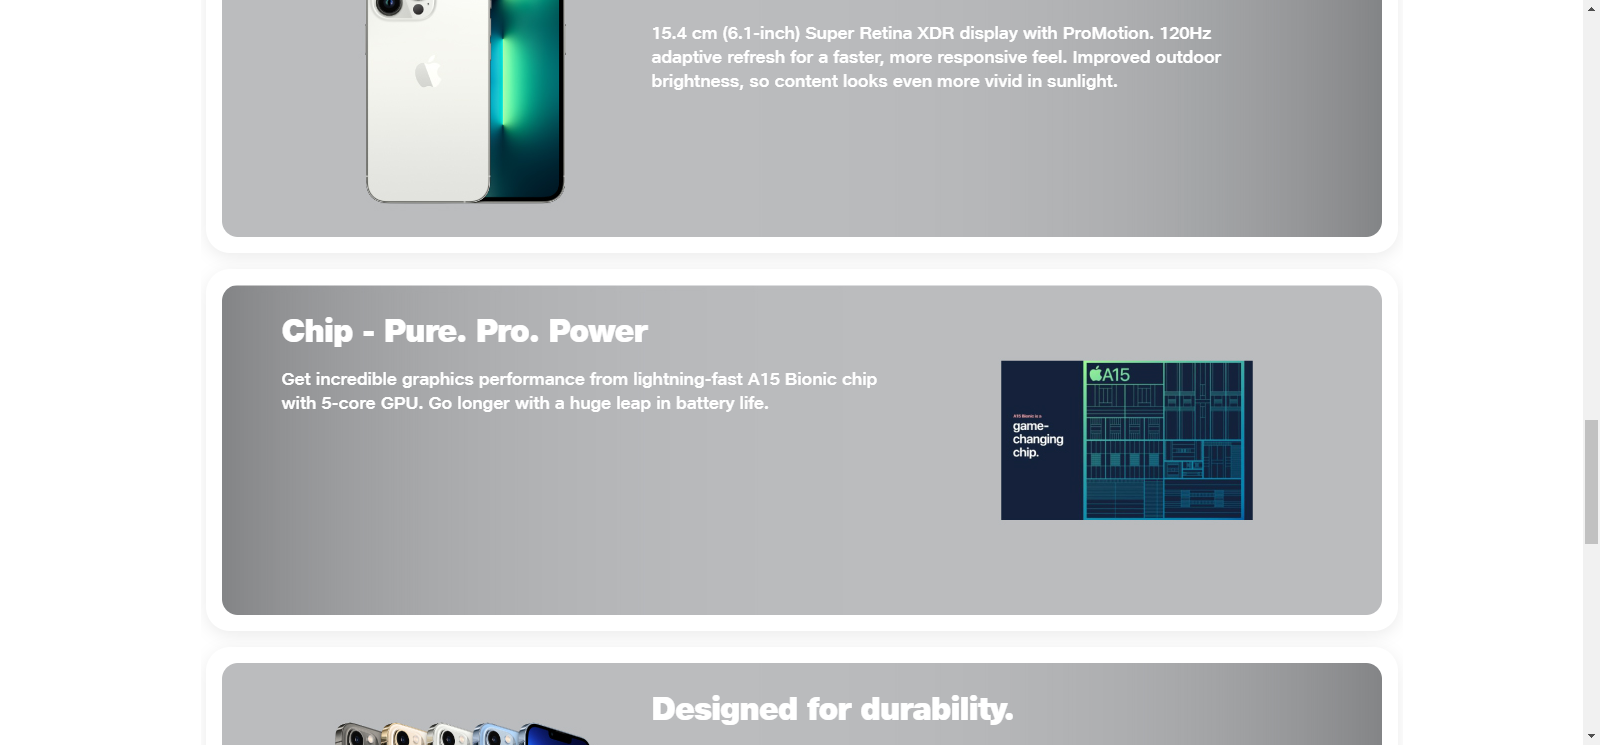 15.4 cm (6.1-inch) Super Retina XDR display with ProMotion. 120Hz
adaptive refresh for a faster, more responsive feel. Improved outdoor
brightness, so content looks even more vivid in sunlight.
Chip - Pure. Pro. Power
Get incredible graphics performance from lightning-fast A15 Bionic chip
with 5-core GPU. Go longer with a huge leap in battery life.
A15
A15 Bionic is a
game-
changing
chip.
Designed for durability.